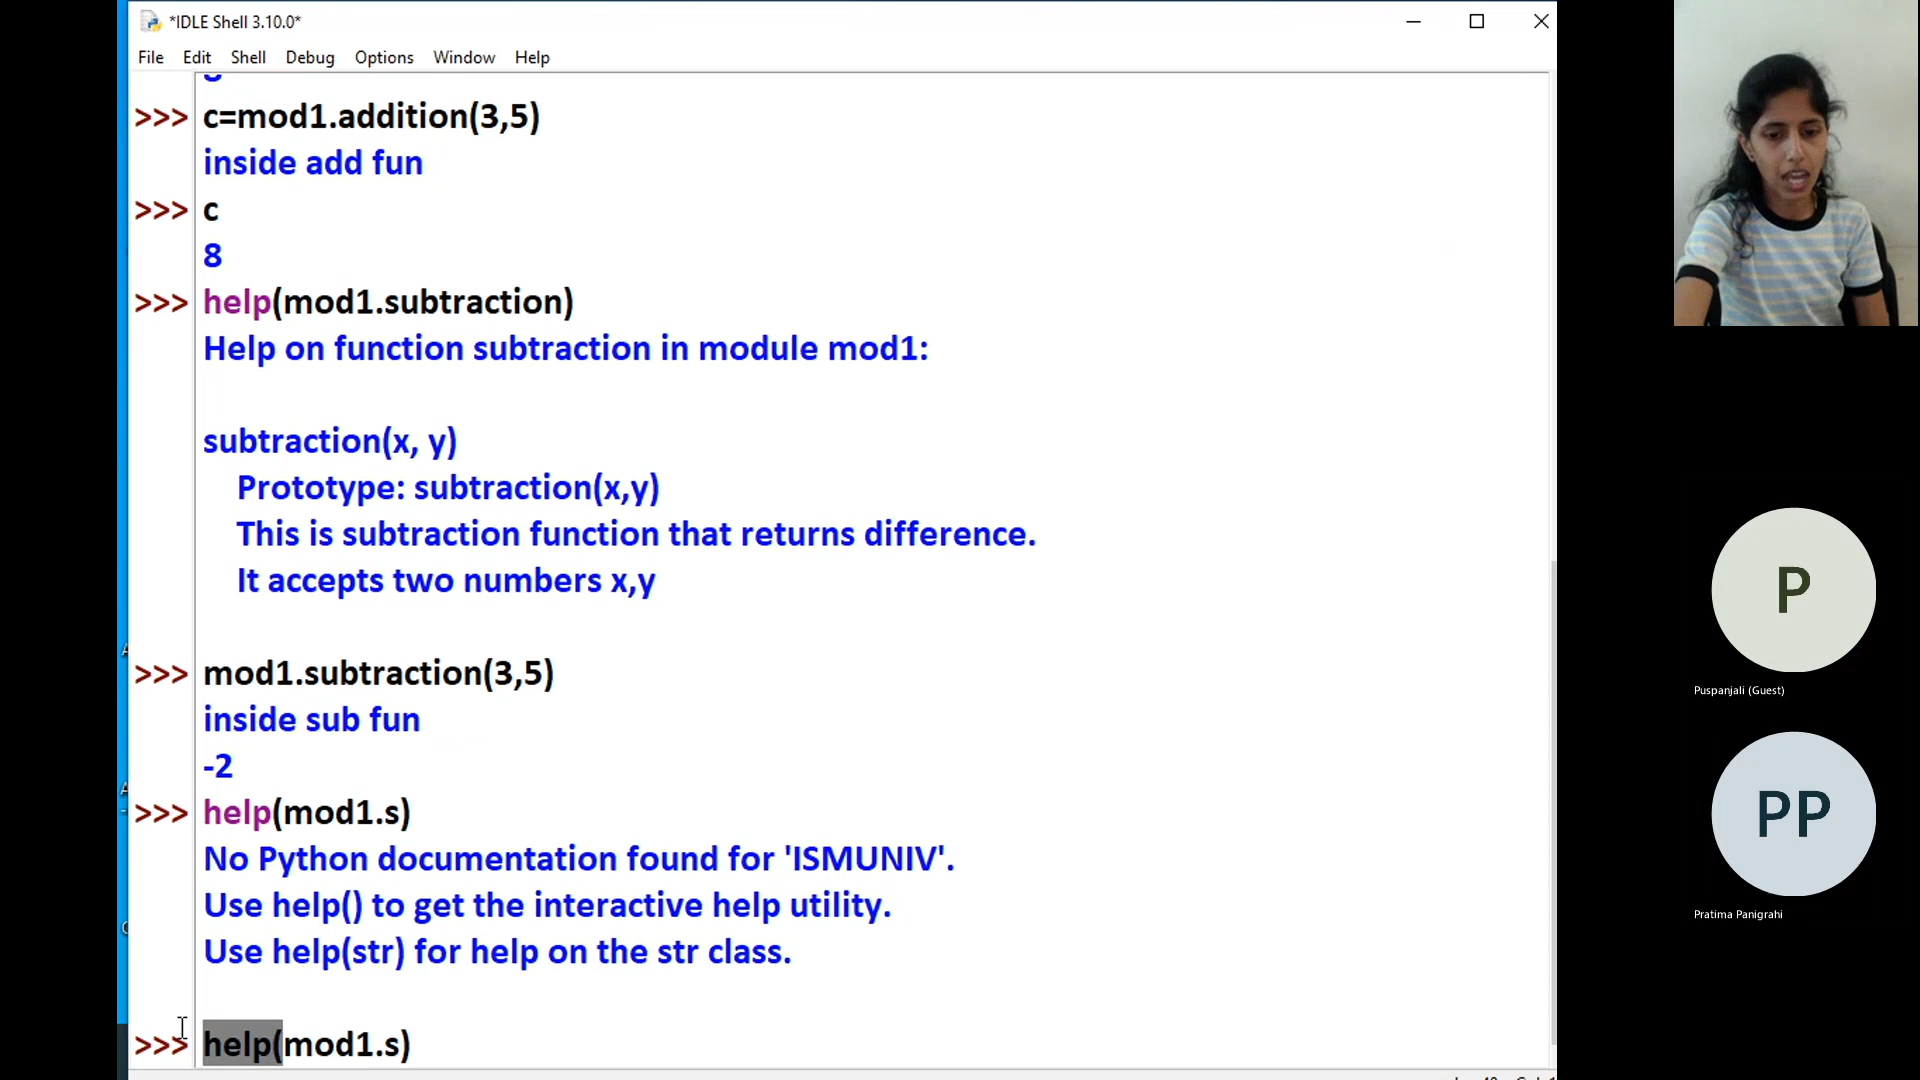 *IDLE Shell 3.10.0*
File Edit Shell Debug Options Window Help
>>> c=mod1.addition(3,5)
inside add fun
>>> c
8
>>> help(mod1.subtraction)
Help on function subtraction in module mod1:
subtraction(x, y)
Prototype: subtraction(x,y)
This is subtraction function that returns difference.
It accepts two numbers x,y
>>> mod1.subtraction(3,5)
inside sub fun
-2
>>> help(mod1.s)
No Python documentation found for 'ISMUNIV'.
Use help() to get the interactive help utility.
Use help(str) for help on the str class.
>>> help(mod1.s)
P
Puspanjali (Guest)
PP
Pratima Panigrahi